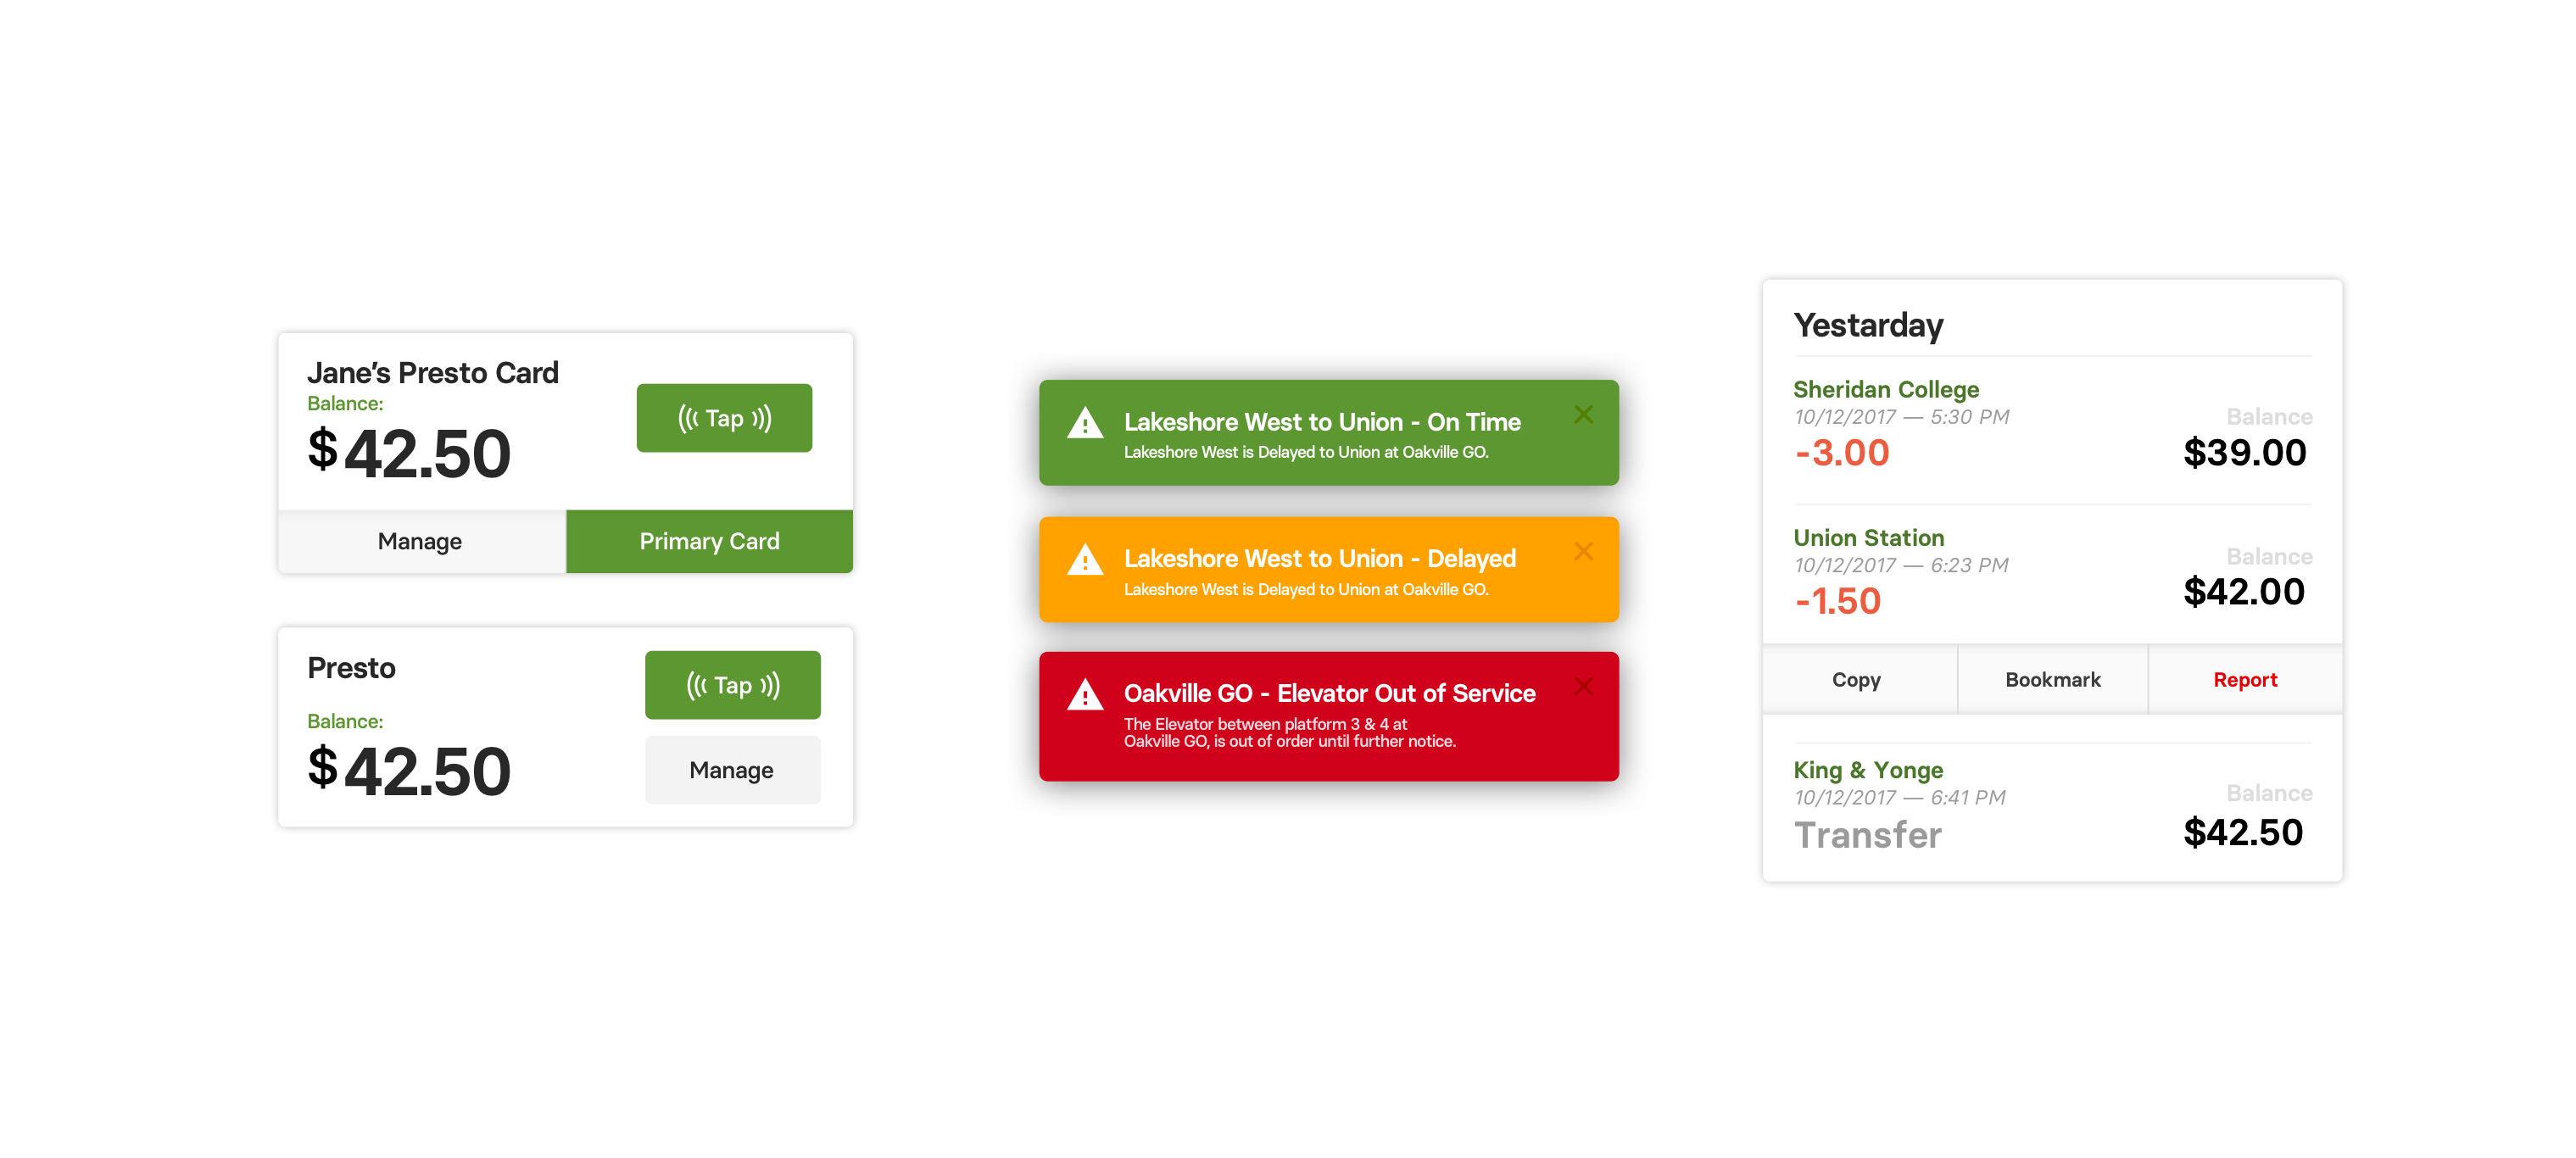 Jane's Presto Card
Balance:
$42.50
Tap
Manage
Primary Card
Presto
Balance:
$42.50
Tap
Manage
Lakeshore West to Union - On Time
Lakeshore West is Delayed to Union at Oakville GO.
Lakeshore West to Union - Delayed
Lakeshore West is Delayed to Union at Oakville GO.
Oakville GO - Elevator Out of Service
The Elevator between platform 3 & 4 at
Oakville GO, is out of order until further notice.
Yestarday
Sheridan College
10/12/2017 — 5:30 PM
Balance
-3.00
$39.00
Union Station
10/12/2017 — 6:23 PM
Balance
-1.50
$42.00
Copy
Bookmark
Report
King & Yonge
10/12/2017 — 6:41 PM
Balance
Transfer
$42.50